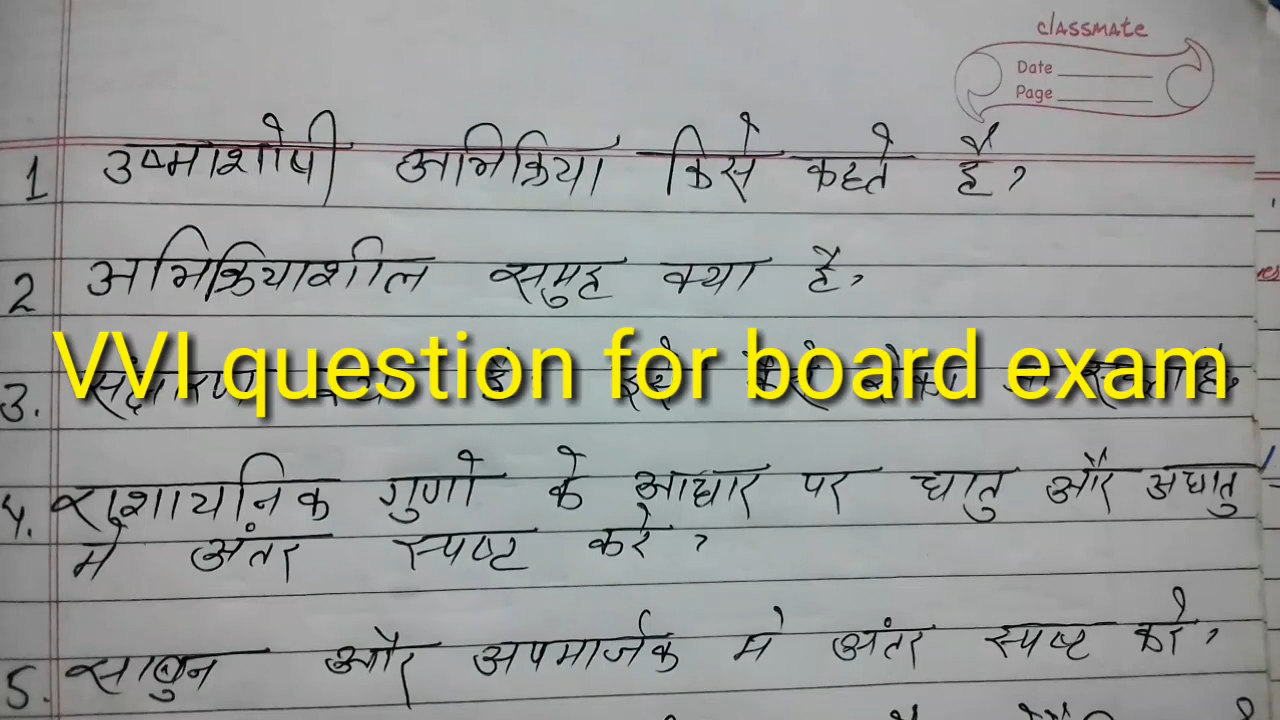 classmate
Date
Page
1 उष्माशोषी अभिक्रिया किसे कहते है?
2 अभिक्रियाशील समुह क्या है?
VVI question for board exam
3.
4. राशायनिक गुणो के आधार पर धातु और अधातु
मे अंतर स्पष्ट करे?
5. साबुन और अपमार्जक मे अंतर स्पष्ट करे?